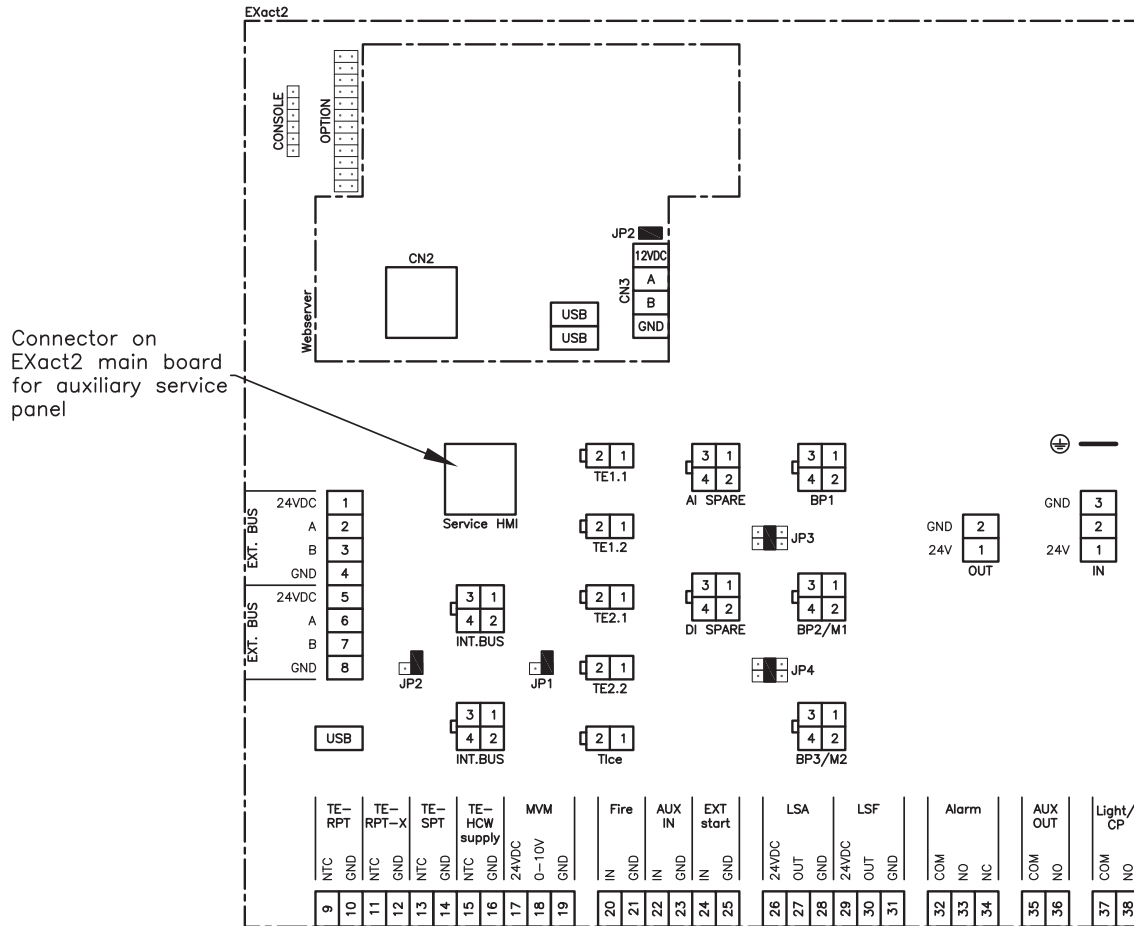 EXact2
CONSOLE
OPTION
JP2
12VDC
A
B
GND
CN3
CN2
USB
USB
Webserver
Connector on
EXact2 main board
for auxiliary service
panel
Service HMI
2 1
TE1.1
3 1
4 2
AI SPARE
3 1
4 2
BP1
24VDC 1
A 2
B 3
GND 4
EXT. BUS
24VDC 5
A 6
B 7
GND 8
EXT. BUS
2 1
TE1.2
JP3
GND 2
24V 1
OUT
GND 3
2
24V 1
IN
3 1
4 2
INT.BUS
2 1
TE2.1
3 1
4 2
DI SPARE
3 1
4 2
BP2/M1
JP2
JP1
2 1
TE2.2
JP4
USB
3 1
4 2
INT.BUS
2 1
TIce
3 1
4 2
BP3/M2
TE-
RPT
TE-
RPT-X
TE-
SPT
TE-
HCW
supply
MVM
Fire
AUX
IN
EXT
start
LSA
LSF
Alarm
AUX
OUT
Light/
CP
NTC GND NTC GND NTC GND NTC GND 24VDC 0-10V GND IN GND IN GND IN GND 24VDC OUT GND 24VDC OUT GND COM NO NC COM NO COM NO
9 10 11 12 13 14 15 16 17 18 19 20 21 22 23 24 25 26 27 28 29 30 31 32 33 34 35 36 37 38